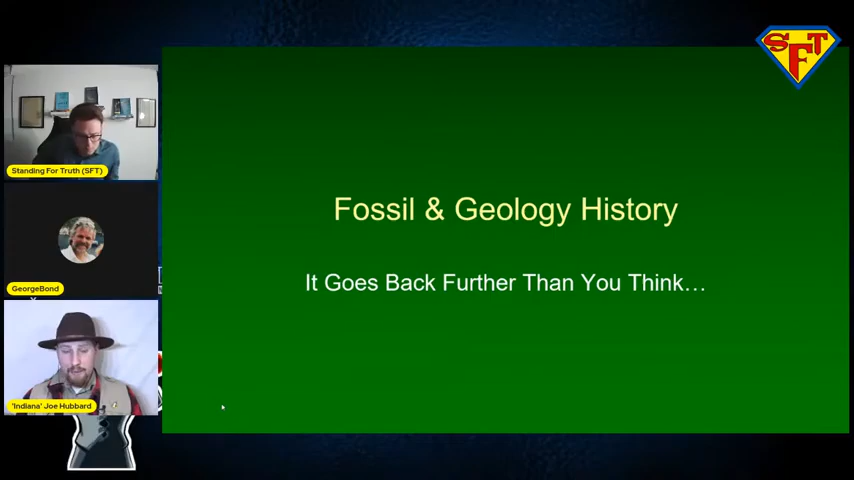 SFT
Standing For Truth (SFT)
Fossil & Geology History
It Goes Back Further Than You Think…
GeorgeBond
'Indiana' Joe Hubbard